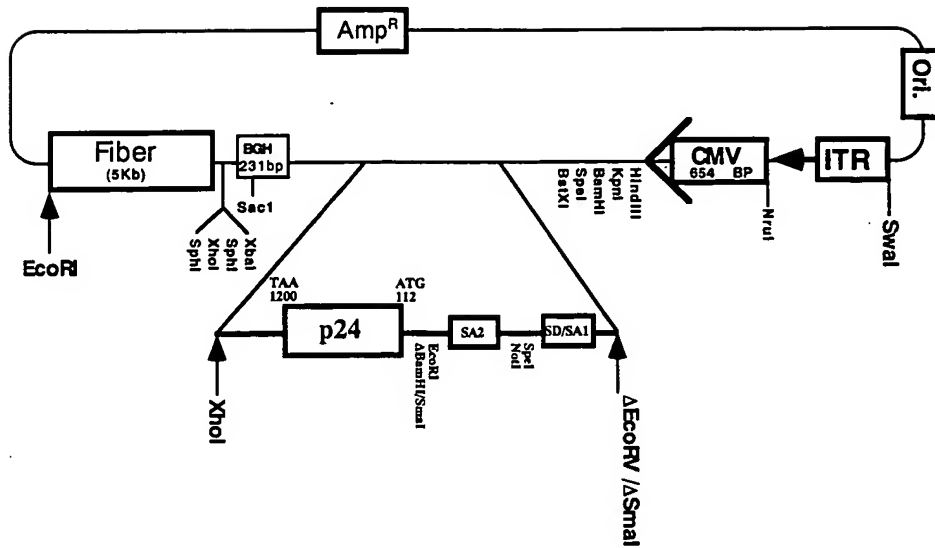 Amp^R
Ori.
Fiber
(5Kb)
BGH
231bp
CMV
654 BP
ITR
Sac1
SphI
XhoI
SphI
XbaI
BstXI
SpeI
BamHI
KpnI
HindIII
NruI
SwaI
EcoRI
TAA
1200
ATG
112
p24
SA2
SD/SA1
EcoRI
ΔBamHI/SmaI
SpeI
NotI
XhoI
ΔEcoRV /ΔSmaI